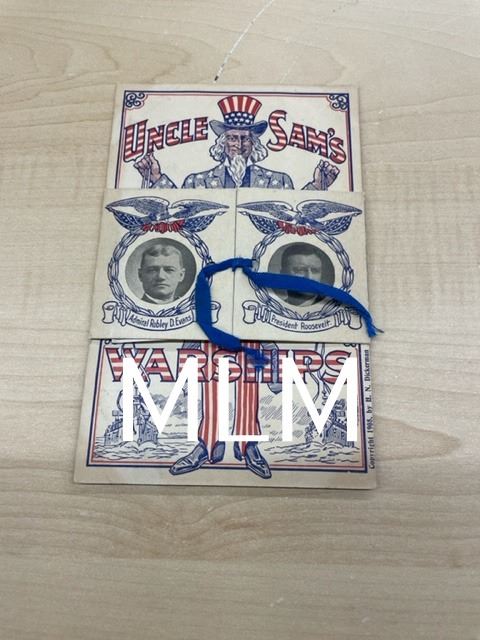 UNCLE SAM'S
Admiral Robley D. Evans.
President Roosevelt.
WARSHIPS
MLM
Copyright 1908, by H. N. Dickerman